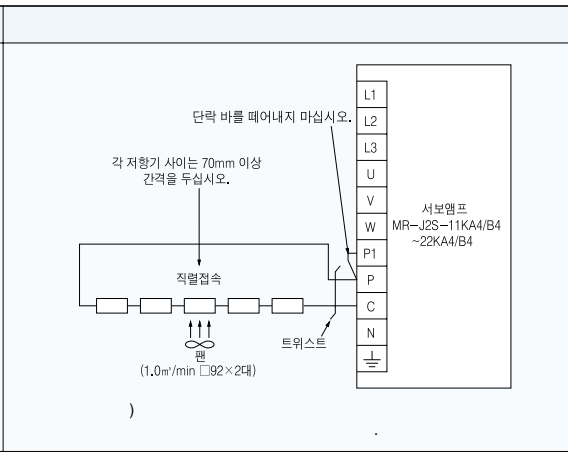 L1
단락 바를 떼어내지 마십시오.
L2
L3
각 저항기 사이는 70mm 이상
간격을 두십시오.
U
V
서보앰프
W
MR-J2S-11KA4/B4
~22KA4/B4
P1
직렬접속
P
C
N
트위스트
팬
(1.0㎥/min □92×2대)
)
.